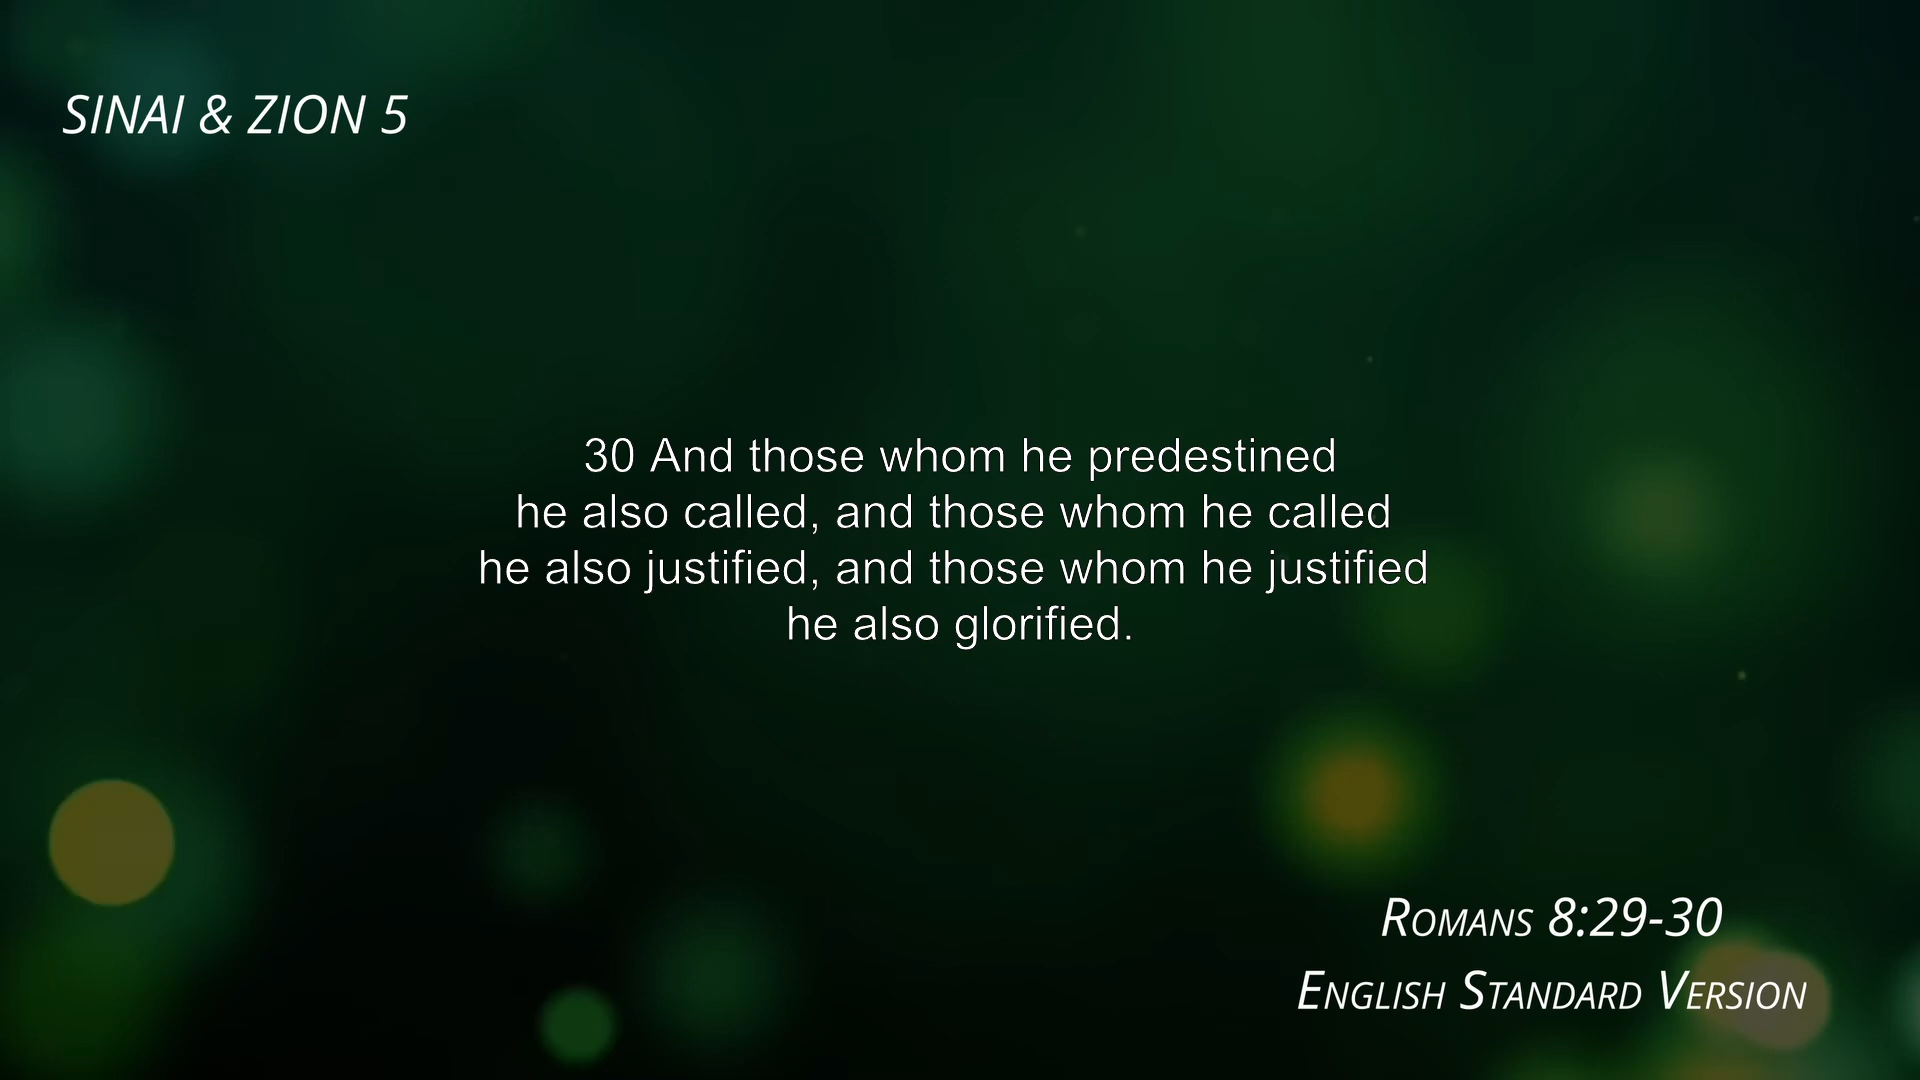 SINAI & ZION 5
30 And those whom he predestined
he also called, and those whom he called
he also justified, and those whom he justified
he also glorified.
Romans 8:29-30
English Standard Version